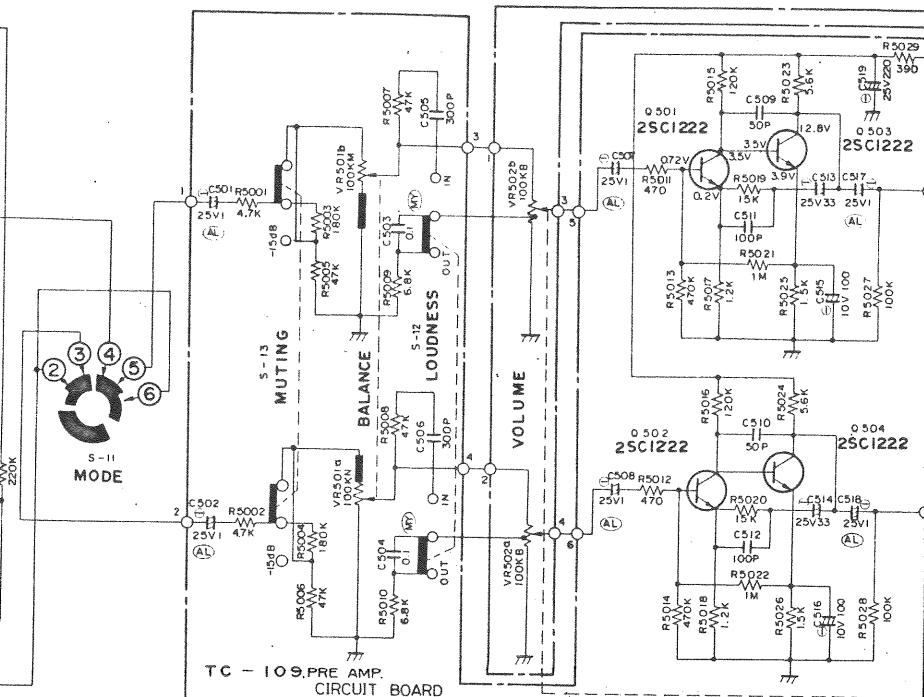 R5029
390
C519
25V220
R5015
120K
R5023
5.6K
C509
50P
Q501
2SC1222
12.8V
Q503
2SC1222
3.5V
3.5V
0.72V
3.9V
0.2V
R5007
47K
C505
300P
3
IN
C507
25V1
AL
R5011
470
R5019
15K
C513
25V33
C517
25V1
AL
C511
100P
R5021
1M
R5013
470K
R5017
1.2K
R5025
1.5K
C515
10V 100
R5027
100K
1
C501
25V1
AL
R5001
4.7K
R5003
180K
-15dB
R5005
47K
VR501b
100KM
C503
0.1
MY
R5009
6.8K
OUT
VR502b
100KB
3
5
S-13
MUTING
BALANCE
S-12
LOUDNESS
VOLUME
2
3
4
5
6
S-11
MODE
220K
R5016
120K
R5024
5.6K
C510
50P
Q502
2SC1222
Q504
2SC1222
R5008
47K
C506
300P
4
2
IN
C508
25V1
AL
R5012
470
R5020
15K
C514
25V33
C518
25V1
AL
C512
100P
R5022
1M
R5014
470K
R5018
1.2K
R5026
1.5K
C516
10V100
R5028
100K
2
C502
25V1
AL
R5002
4.7K
R5004
180K
-15dB
R5006
47K
VR501a
100KN
C504
0.1
MY
R5010
6.8K
OUT
VR502a
100KB
4
6
TC - 109, PRE AMP.
CIRCUIT BOARD